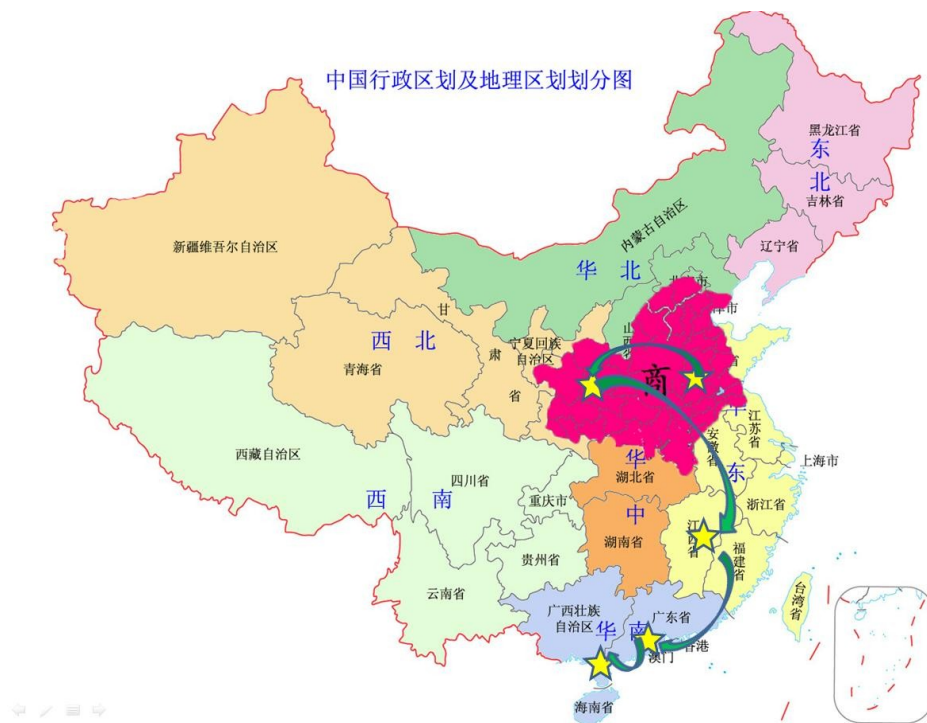 中国行政区划及地理区划划分图
黑龙江省
东
北
吉林省
辽宁省
内蒙古自治区
新疆维吾尔自治区
华 北
甘
肃
省
西 北
宁夏回族
自治区
青海省
山西省
商
西藏自治区
四川省
重庆市
西 南
华
湖北省
中
湖南省
安徽省
江苏省
上海市
东
浙江省
江西省
福建省
台湾省
贵州省
云南省
广西壮族
自治区
广东省
华 南
香港
澳门
海南省